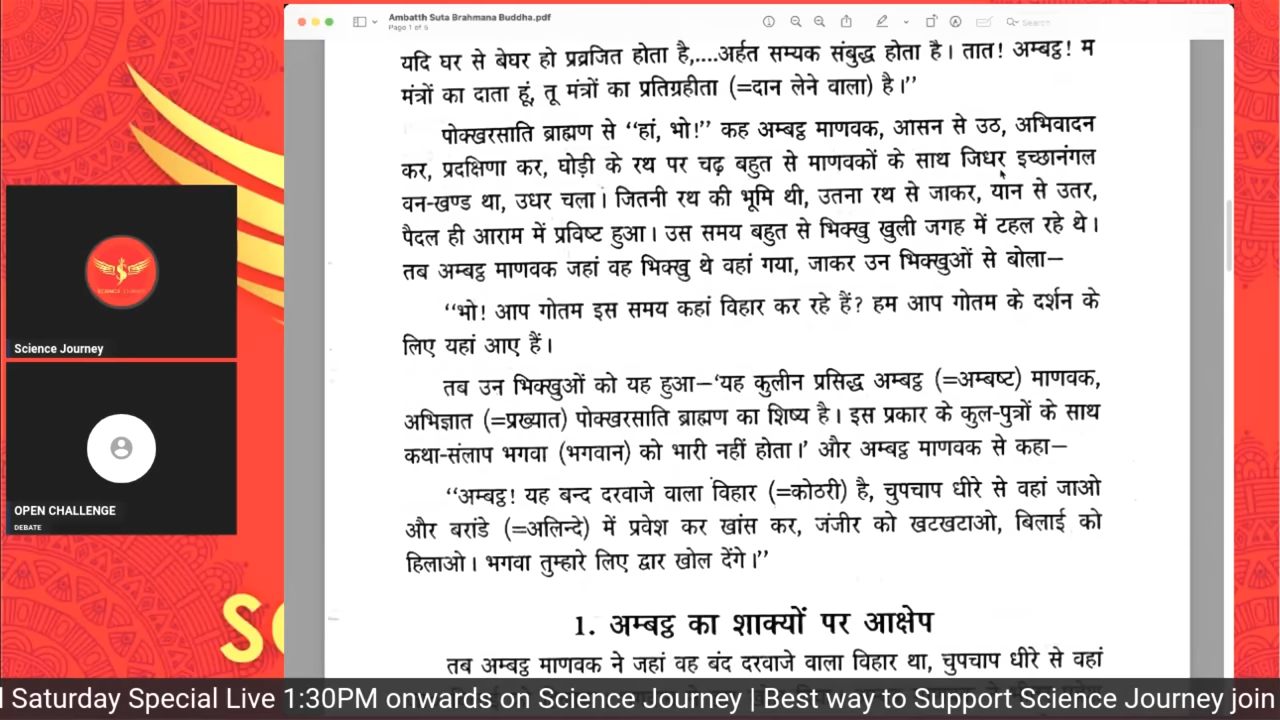 Ambatth Suta Brahmana Buddha.pdf
Page 1 of 6
Search
यदि घर से बेघर हो प्रव्रजित होता है,....अर्हत सम्यक संबुद्ध होता है। तात! अम्बट्ठ! म
मंत्रों का दाता हूं, तू मंत्रों का प्रतिग्रहीता (=दान लेने वाला) है।”
पोक्खरसाति ब्राह्मण से “हां, भो!” कह अम्बट्ठ माणवक, आसन से उठ, अभिवादन
कर, प्रदक्षिणा कर, घोड़ी के रथ पर चढ़ बहुत से माणवकों के साथ जिधर इच्छानंगल
वन-खण्ड था, उधर चला। जितनी रथ की भूमि थी, उतना रथ से जाकर, यान से उतर,
पैदल ही आराम में प्रविष्ट हुआ। उस समय बहुत से भिक्खु खुली जगह में टहल रहे थे।
तब अम्बट्ठ माणवक जहां वह भिक्खु थे वहां गया, जाकर उन भिक्खुओं से बोला—
“भो! आप गोतम इस समय कहां विहार कर रहे हैं? हम आप गोतम के दर्शन के
लिए यहां आए हैं।
तब उन भिक्खुओं को यह हुआ—‘यह कुलीन प्रसिद्ध अम्बट्ठ (=अम्बष्ट) माणवक,
अभिज्ञात (=प्रख्यात) पोक्खरसाति ब्राह्मण का शिष्य है। इस प्रकार के कुल-पुत्रों के साथ
कथा-संलाप भगवा (भगवान) को भारी नहीं होता।’ और अम्बट्ठ माणवक से कहा—
“अम्बट्ठ! यह बन्द दरवाजे वाला विहार (=कोठरी) है, चुपचाप धीरे से वहां जाओ
और बरांडे (=अलिन्दे) में प्रवेश कर खांस कर, जंजीर को खटखटाओ, बिलाई को
हिलाओ। भगवा तुम्हारे लिए द्वार खोल देंगे।”
1. अम्बट्ठ का शाक्यों पर आक्षेप
तब अम्बट्ठ माणवक ने जहां वह बंद दरवाजे वाला विहार था, चुपचाप धीरे से वहां
SCIENCE JOURNEY
Science Journey
OPEN CHALLENGE
DEBATE
Saturday Special Live 1:30PM onwards on Science Journey | Best way to Support Science Journey join